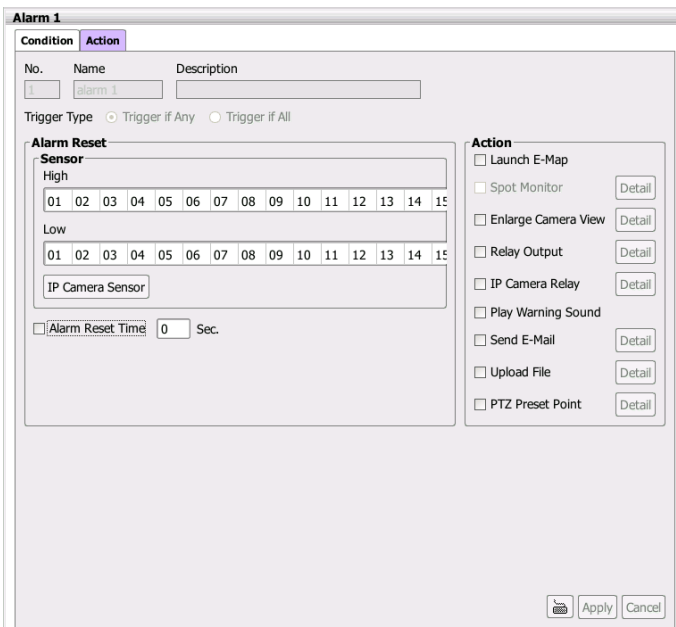 Alarm 1
Condition Action
No. Name Description
1 alarm 1
Trigger Type Trigger if Any Trigger if All
Alarm Reset
Sensor
High
01 02 03 04 05 06 07 08 09 10 11 12 13 14 15
Low
01 02 03 04 05 06 07 08 09 10 11 12 13 14 15
IP Camera Sensor
Alarm Reset Time 0 Sec.
Action
Launch E-Map
Spot Monitor Detail
Enlarge Camera View Detail
Relay Output Detail
IP Camera Relay Detail
Play Warning Sound
Send E-Mail Detail
Upload File Detail
PTZ Preset Point Detail
Apply Cancel